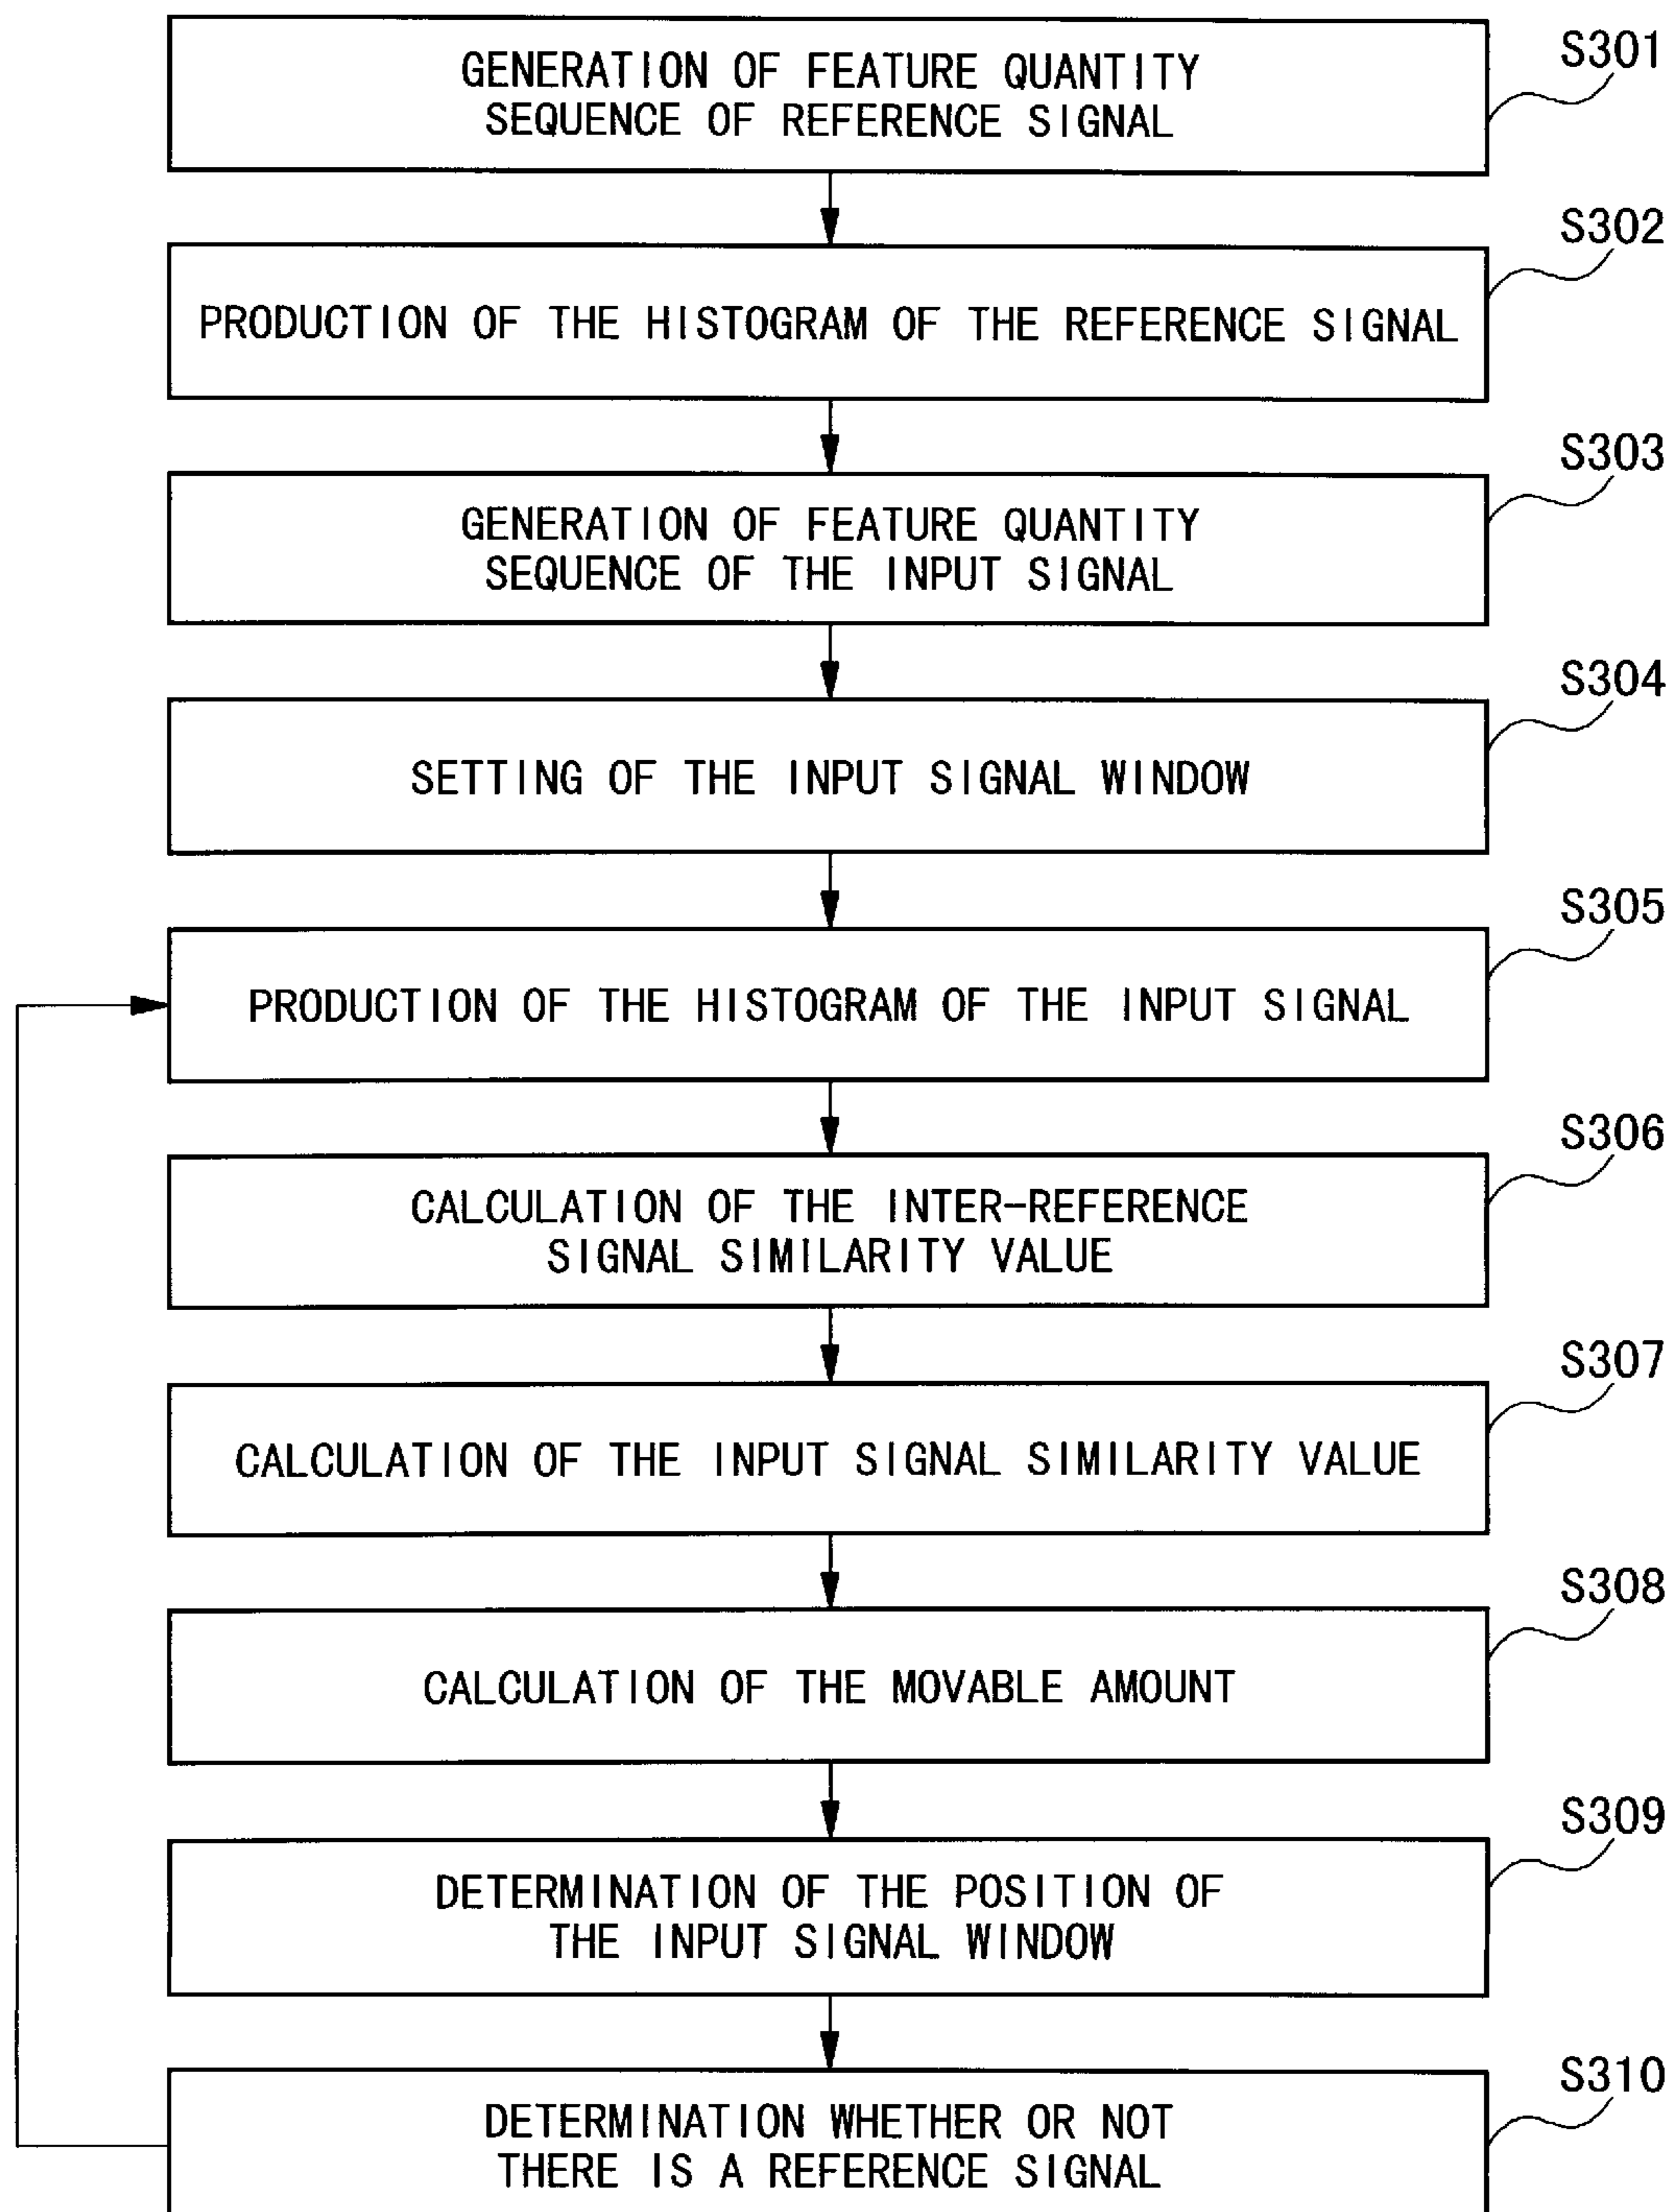 S301
GENERATION OF FEATURE QUANTITY
SEQUENCE OF REFERENCE SIGNAL
S302
PRODUCTION OF THE HISTOGRAM OF THE REFERENCE SIGNAL
S303
GENERATION OF FEATURE QUANTITY
SEQUENCE OF THE INPUT SIGNAL
S304
SETTING OF THE INPUT SIGNAL WINDOW
S305
PRODUCTION OF THE HISTOGRAM OF THE INPUT SIGNAL
S306
CALCULATION OF THE INTER-REFERENCE
SIGNAL SIMILARITY VALUE
S307
CALCULATION OF THE INPUT SIGNAL SIMILARITY VALUE
S308
CALCULATION OF THE MOVABLE AMOUNT
S309
DETERMINATION OF THE POSITION OF
THE INPUT SIGNAL WINDOW
S310
DETERMINATION WHETHER OR NOT
THERE IS A REFERENCE SIGNAL